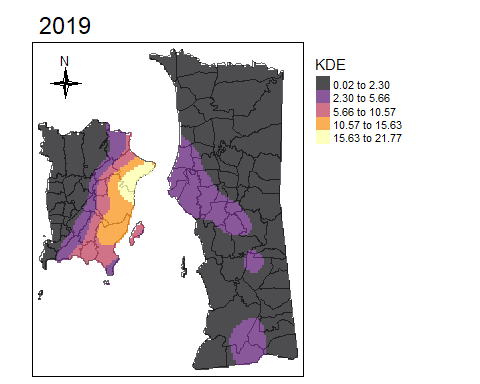 2019
N
KDE
0.02 to 2.30
2.30 to 5.66
5.66 to 10.57
10.57 to 15.63
15.63 to 21.77